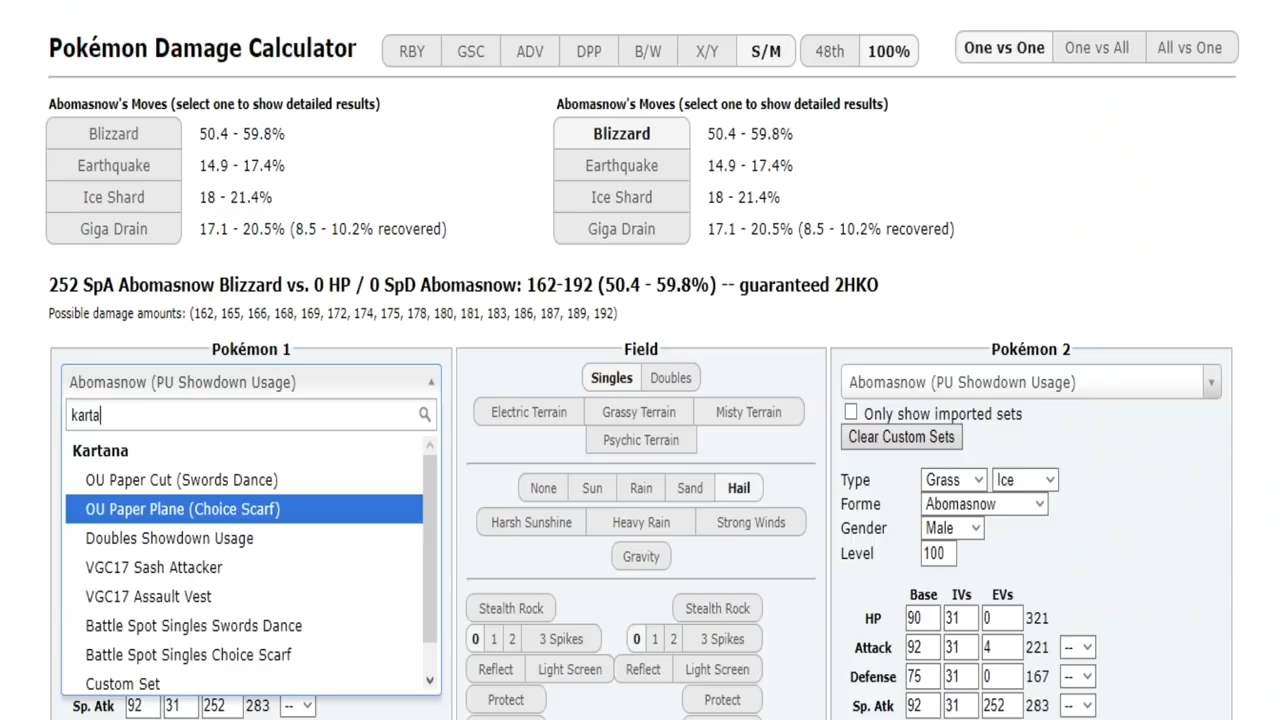 Pokémon Damage Calculator RBY GSC ADV DPP B/W X/Y S/M 48th 100% One vs One One vs All All vs One
Abomasnow's Moves (select one to show detailed results) Abomasnow's Moves (select one to show detailed results)
Blizzard 50.4 - 59.8% Blizzard 50.4 - 59.8%
Earthquake 14.9 - 17.4% Earthquake 14.9 - 17.4%
Ice Shard 18 - 21.4% Ice Shard 18 - 21.4%
Giga Drain 17.1 - 20.5% (8.5 - 10.2% recovered) Giga Drain 17.1 - 20.5% (8.5 - 10.2% recovered)
252 SpA Abomasnow Blizzard vs. 0 HP / 0 SpD Abomasnow: 162-192 (50.4 - 59.8%) -- guaranteed 2HKO
Possible damage amounts: (162, 165, 166, 168, 169, 172, 174, 175, 178, 180, 181, 183, 186, 187, 189, 192)
Pokémon 1
Abomasnow (PU Showdown Usage)
karta
Kartana
OU Paper Cut (Swords Dance)
OU Paper Plane (Choice Scarf)
Doubles Showdown Usage
VGC17 Sash Attacker
VGC17 Assault Vest
Battle Spot Singles Swords Dance
Battle Spot Singles Choice Scarf
Custom Set
Sp. Atk 92 31 252 283 --
Field
Singles Doubles
Electric Terrain Grassy Terrain Misty Terrain
Psychic Terrain
None Sun Rain Sand Hail
Harsh Sunshine Heavy Rain Strong Winds
Gravity
Stealth Rock Stealth Rock
0 1 2 3 Spikes 0 1 2 3 Spikes
Reflect Light Screen Reflect Light Screen
Protect Protect
Pokémon 2
Abomasnow (PU Showdown Usage)
Only show imported sets
Clear Custom Sets
Type Grass Ice
Forme Abomasnow
Gender Male
Level 100
Base IVs EVs
HP 90 31 0 321
Attack 92 31 4 221 --
Defense 75 31 0 167 --
Sp. Atk 92 31 252 283 --